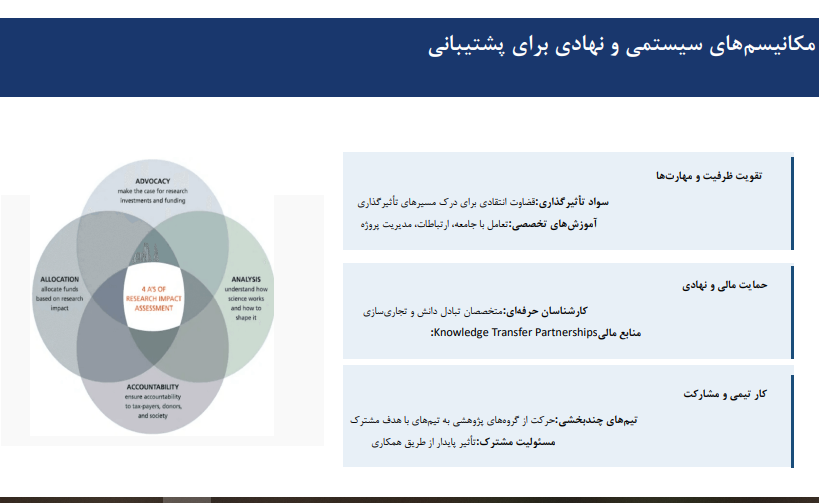 مکانیسم‌های سیستمی و نهادی برای پشتیبانی
تقویت ظرفیت و مهارت‌ها
سواد تأثیرگذاری:قضاوت انتقادی برای درک مسیرهای تأثیرگذاری
آموزش‌های تخصصی:تعامل با جامعه، ارتباطات، مدیریت پروژه
حمایت مالی و نهادی
کارشناسان حرفه‌ای:متخصصان تبادل دانش و تجاری‌سازی
منابع مالیKnowledge Transfer Partnerships:
کار تیمی و مشارکت
تیم‌های چندبخشی:حرکت از گروه‌های پژوهشی به تیم‌های با هدف مشترک
مسئولیت مشترک:تأثیر پایدار از طریق همکاری
ADVOCACY
make the case for research
investments and funding
ALLOCATION
allocate funds
based on research
impact
4 A'S OF
RESEARCH IMPACT
ASSESSMENT
ANALYSIS
understand how
science works
and how to
shape it
ACCOUNTABILITY
ensure accountability
to tax-payers, donors,
and society